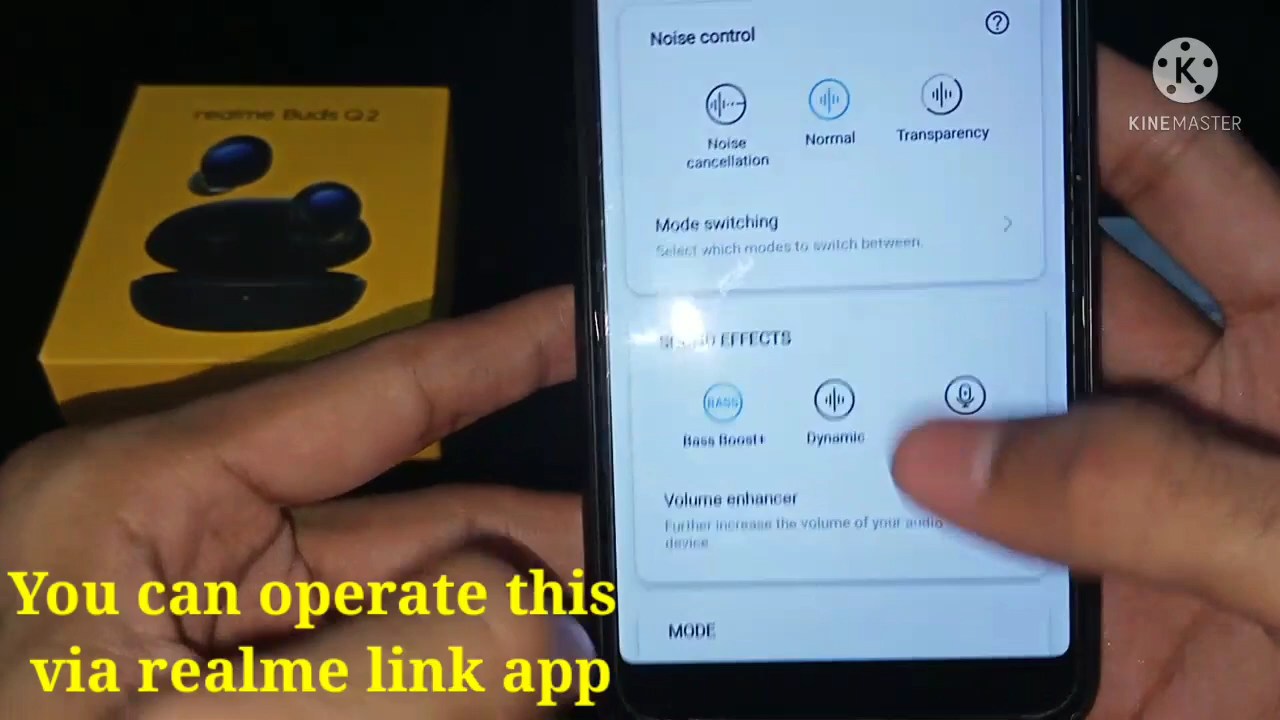 realme Buds Q2
Noise control
?
Noise cancellation
Normal
Transparency
Mode switching
Select which modes to switch between.
SOUND EFFECTS
BASS
Bass Boost+
Dynamic
Volume enhancer
Further increase the volume of your audio
device
MODE
K
KINEMASTER
You can operate this
via realme link app